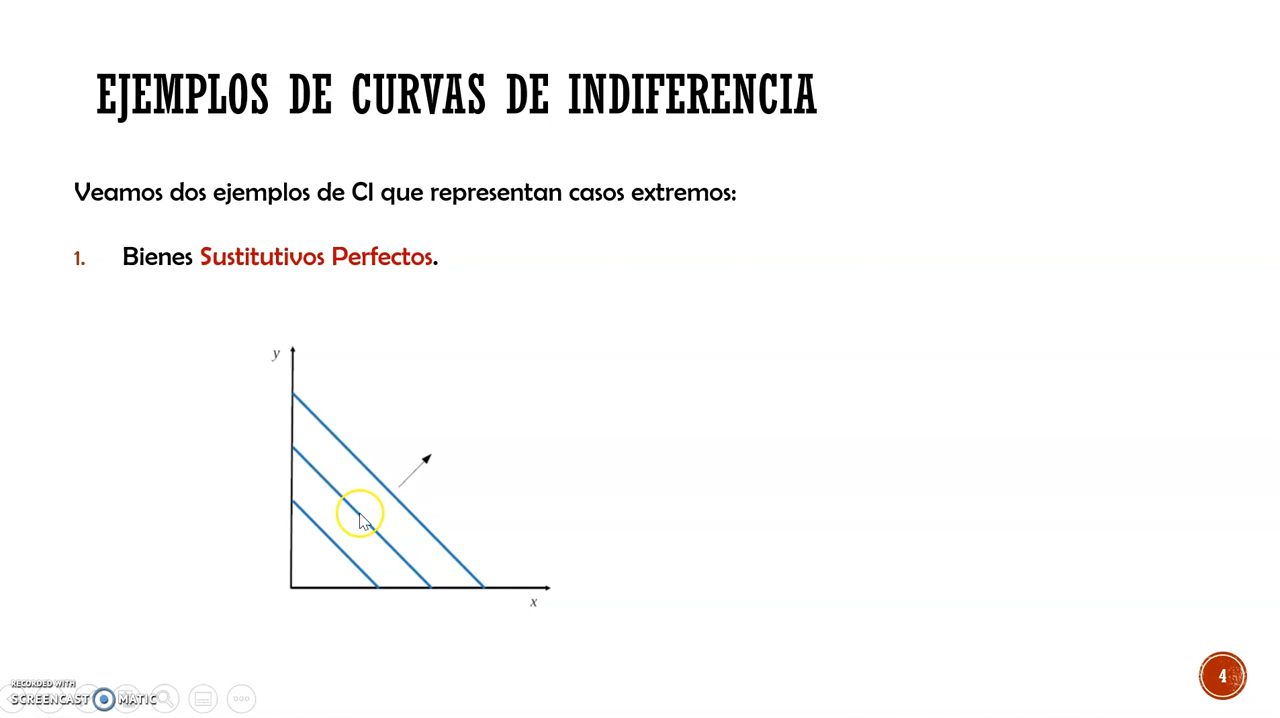 EJEMPLOS DE CURVAS DE INDIFERENCIA
Veamos dos ejemplos de CI que representan casos extremos:
1. Bienes Sustitutivos Perfectos.
y
x
4
RECORDED WITH
SCREENCAST MATIC